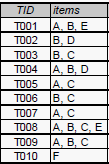 TID items
T001 A, B, E
T002 B, D
T003 B, C
T004 A, B, D
T005 A, C
T006 B, C
T007 A, C
T008 A, B, C, E
T009 A, B, C
T010 F